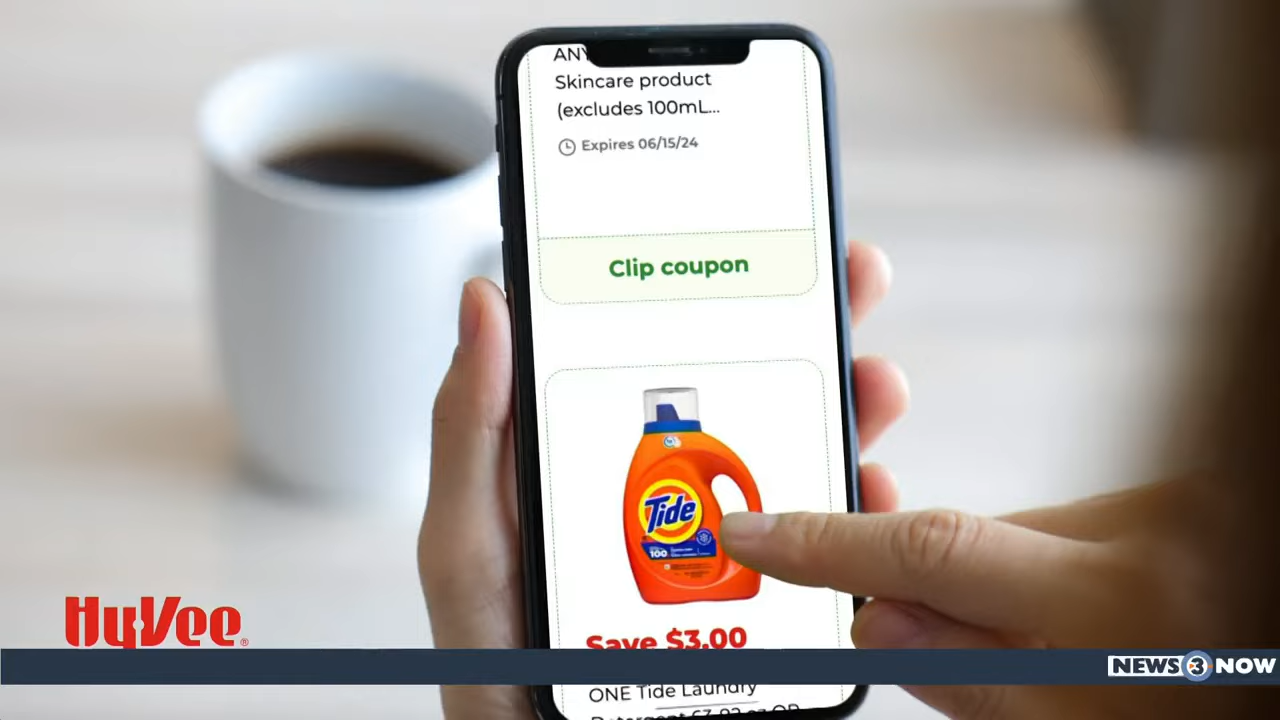 ANY
Skincare product
(excludes 100mL...
Expires 06/15/24
Clip coupon
Tide
100
Save $3.00
ONE Tide Laundry
HyVee®
NEWS 3 NOW